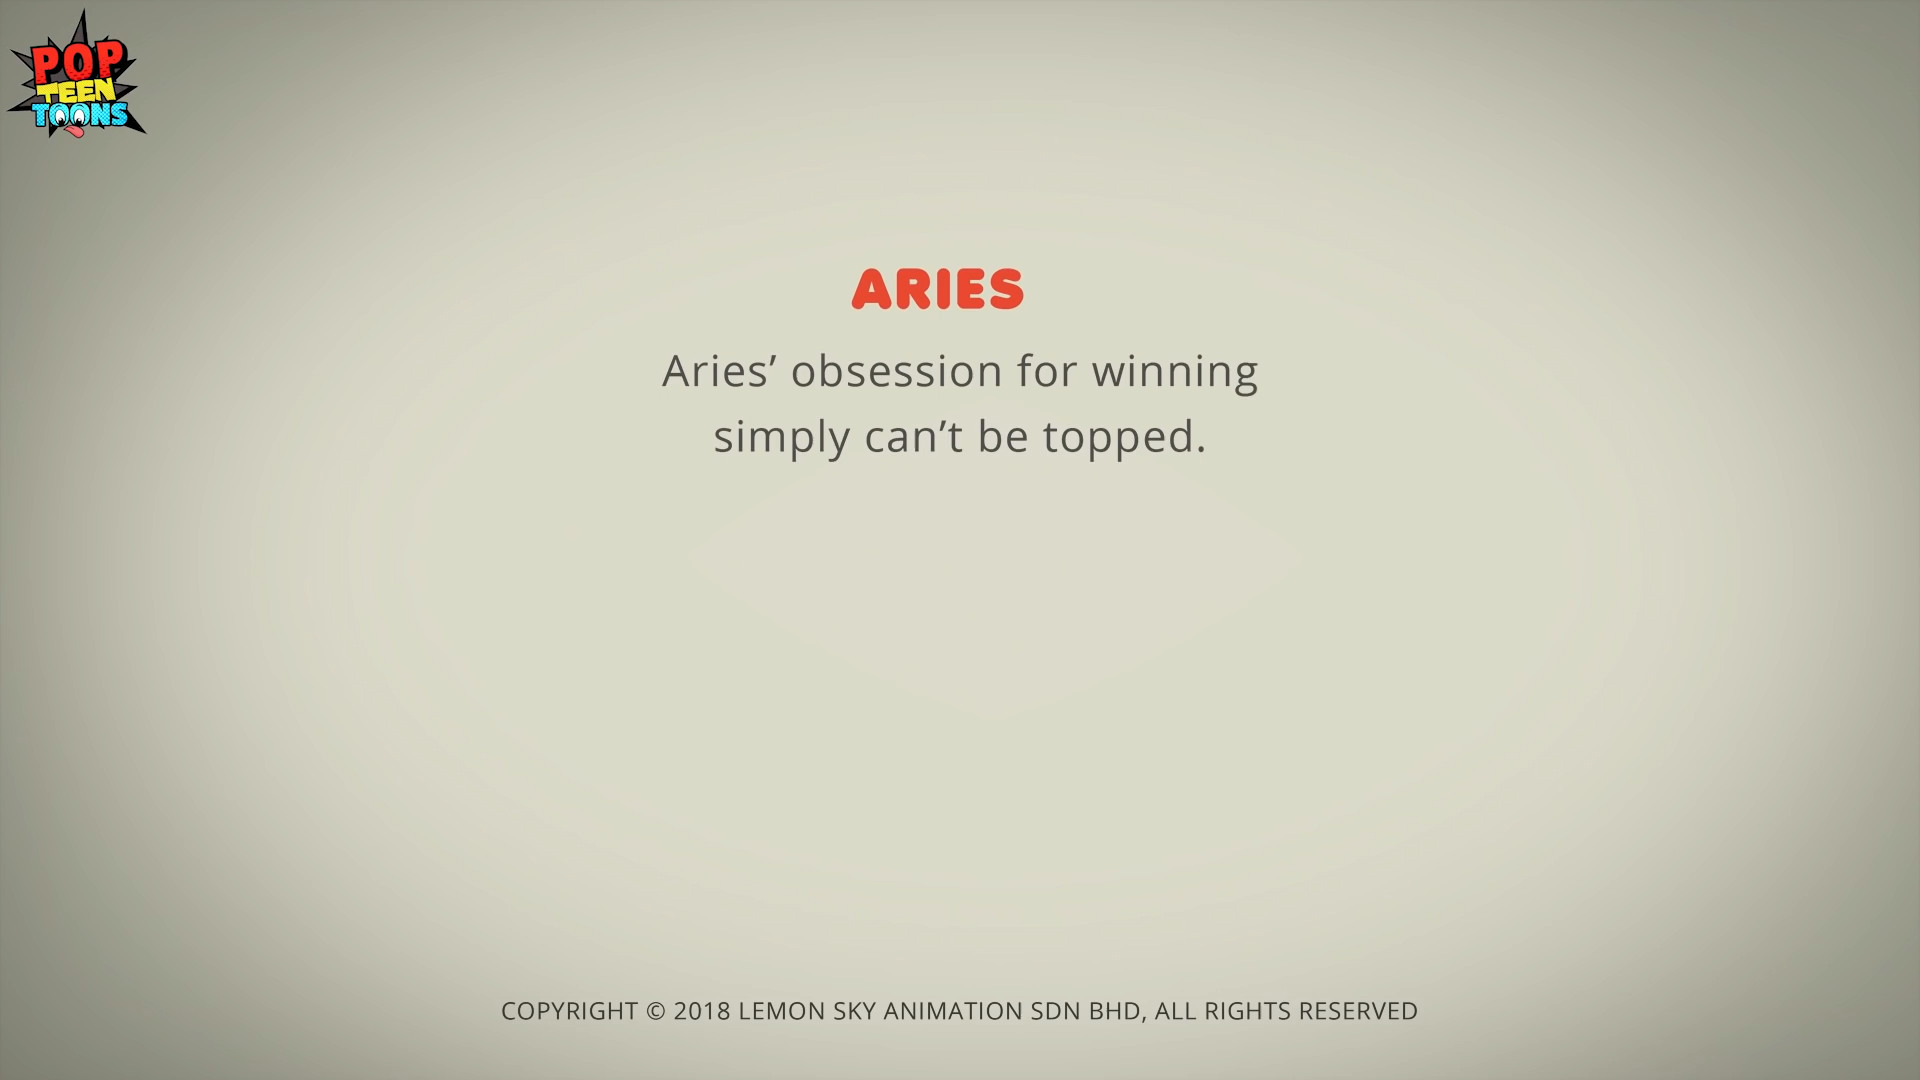 POP
TEEN
TOONS
ARIES
Aries’ obsession for winning
simply can’t be topped.
COPYRIGHT © 2018 LEMON SKY ANIMATION SDN BHD, ALL RIGHTS RESERVED